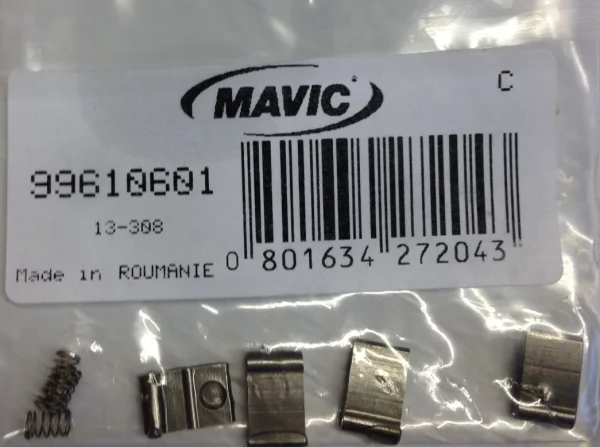 MAVIC
C
99610601
13-308
Made in ROUMANIE
0 801634 272043